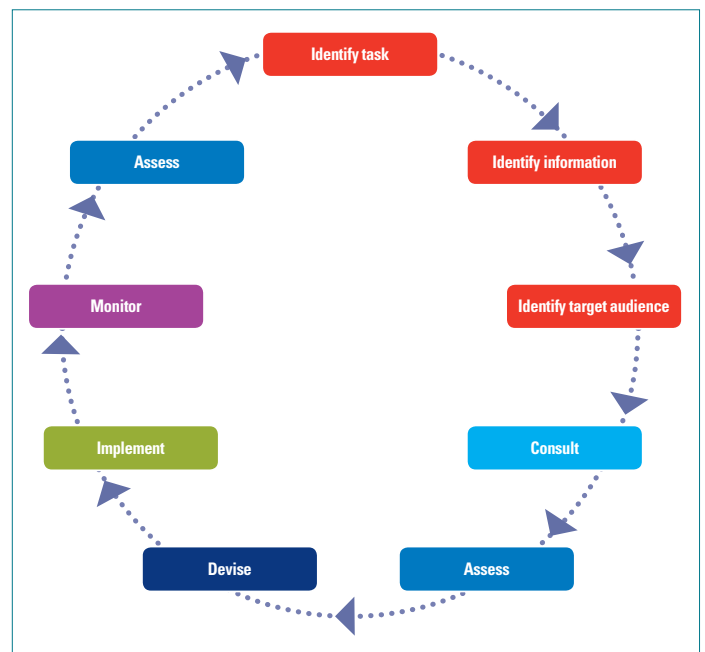 Identify task
Identify information
Identify target audience
Consult
Assess
Devise
Implement
Monitor
Assess